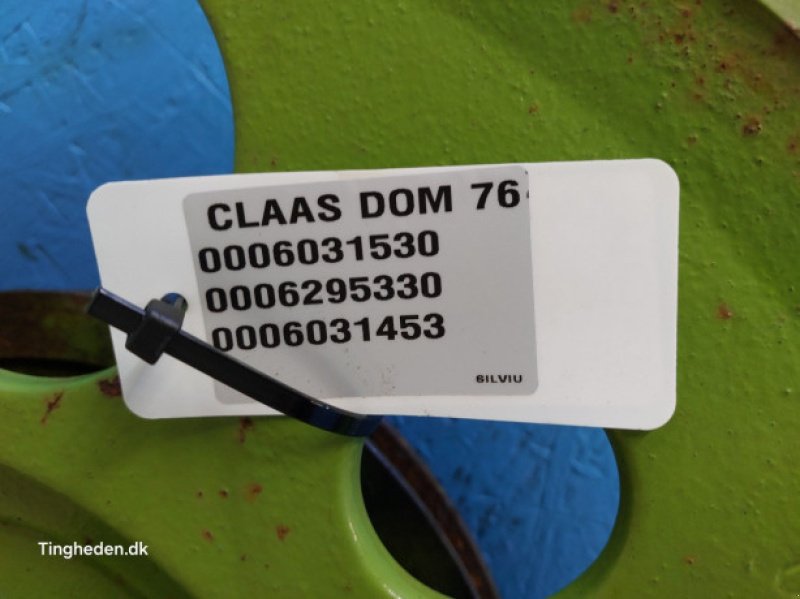 CLAAS DOM 76
0006031530
0006295330
0006031453
SILVIU
Tingheden.dk